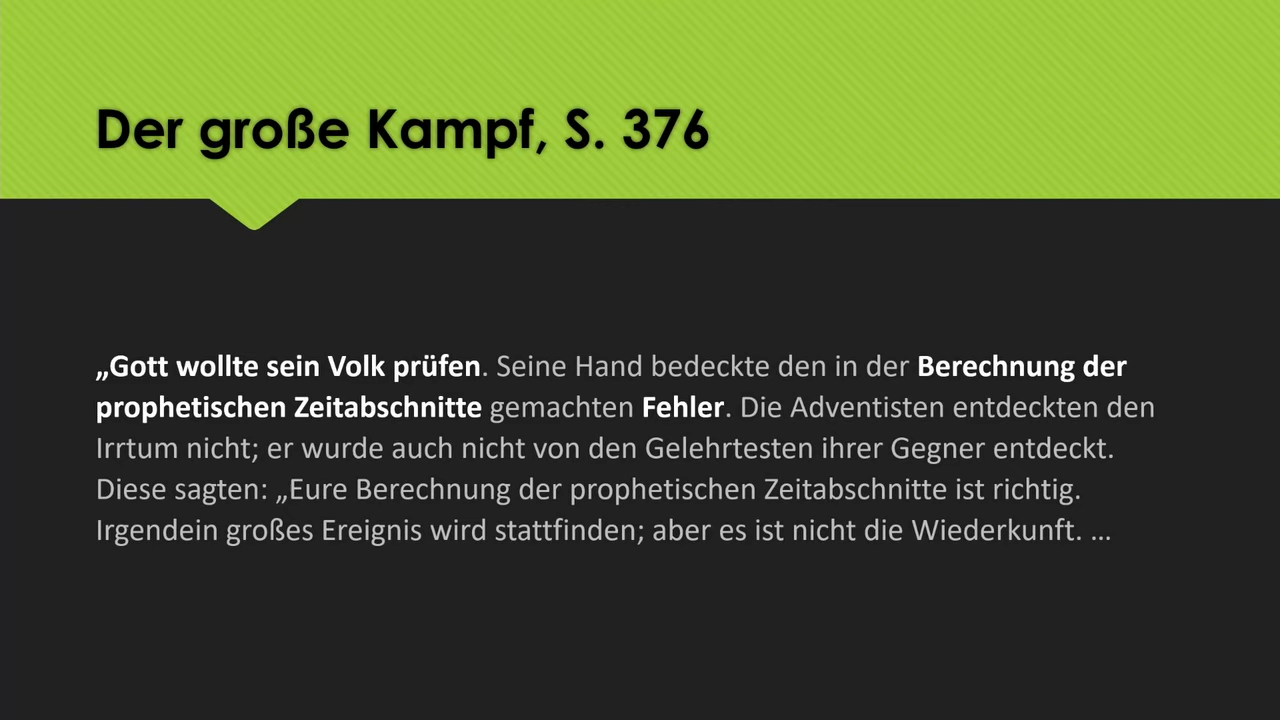 Der große Kampf, S. 376
„Gott wollte sein Volk prüfen. Seine Hand bedeckte den in der Berechnung der
prophetischen Zeitabschnitte gemachten Fehler. Die Adventisten entdeckten den
Irrtum nicht; er wurde auch nicht von den Gelehrtesten ihrer Gegner entdeckt.
Diese sagten: „Eure Berechnung der prophetischen Zeitabschnitte ist richtig.
Irgendein großes Ereignis wird stattfinden; aber es ist nicht die Wiederkunft. …